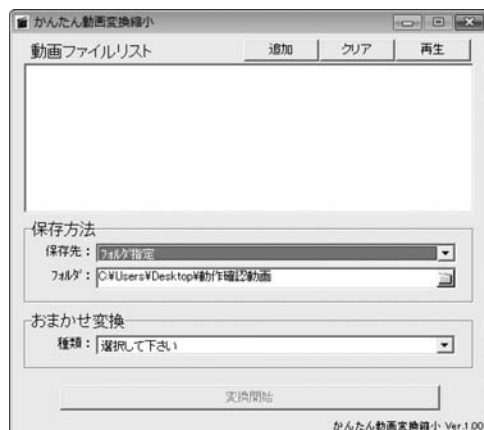 かんたん動画変換縮小
動画ファイルリスト 追加 クリア 再生
保存方法
保存先: フォルダ指定
フォルダ: C:¥Users¥Desktop¥動作確認動画
おまかせ変換
種類: 選択して下さい
変換開始
かんたん動画変換縮小 Ver.1.00